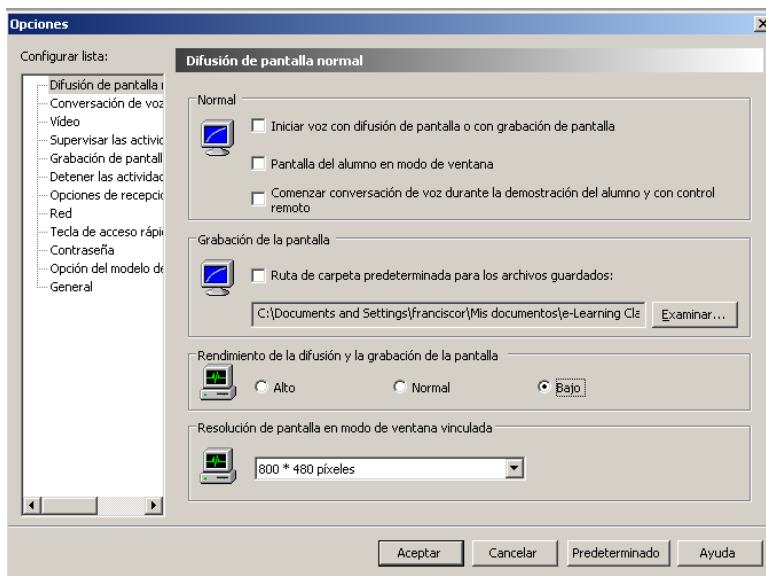 Opciones
Configurar lista:
Difusión de pantalla
Conversación de voz
Vídeo
Supervisar las activic
Grabación de pantall
Detener las actividac
Opciones de recepcic
Red
Tecla de acceso rápi
Contraseña
Opción del modelo de
General
Difusión de pantalla normal
Normal
Iniciar voz con difusión de pantalla o con grabación de pantalla
Pantalla del alumno en modo de ventana
Comenzar conversación de voz durante la demostración del alumno y con control
remoto
Grabación de la pantalla
Ruta de carpeta predeterminada para los archivos guardados:
C:\Documents and Settings\franciscor\Mis documentos\e-Learning Cla
Examinar...
Rendimiento de la difusión y la grabación de la pantalla
Alto Normal Bajo
Resolución de pantalla en modo de ventana vinculada
800 * 480 píxeles
Aceptar Cancelar Predeterminado Ayuda